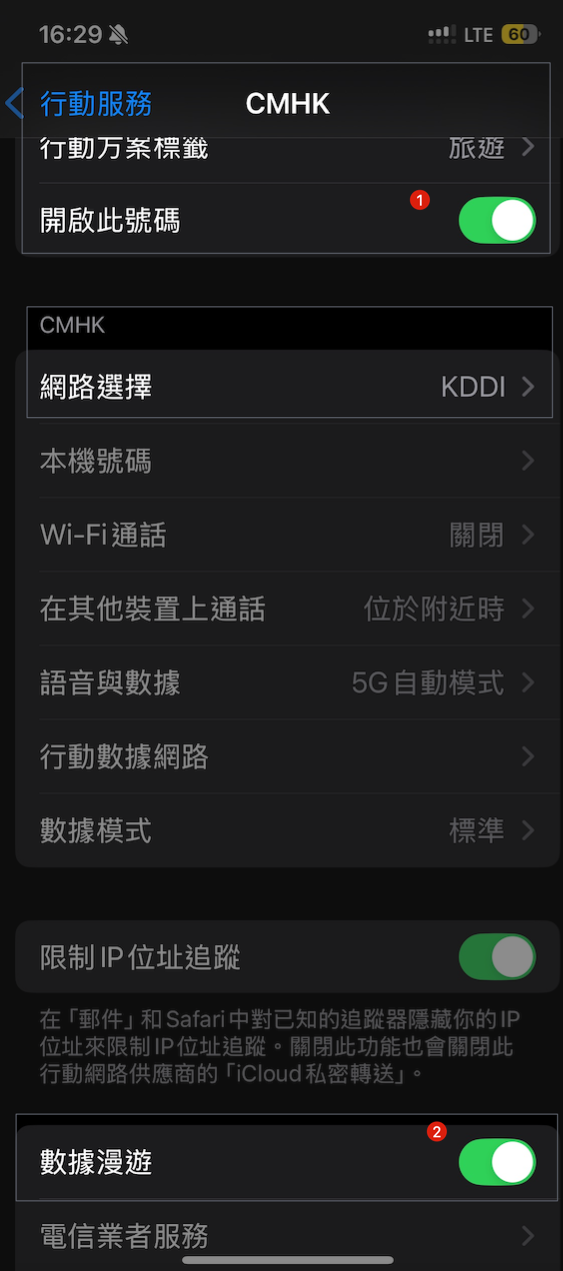 16:29
LTE 60
行動服務 CMHK
行動方案標籤 旅遊
1
開啟此號碼
CMHK
網路選擇 KDDI
本機號碼
Wi-Fi通話 關閉
在其他裝置上通話 位於附近時
語音與數據 5G自動模式
行動數據網路
數據模式 標準
限制IP位址追蹤
在「郵件」和Safari中對已知的追蹤器隱藏你的IP
位址來限制IP位址追蹤。關閉此功能也會關閉此
行動網路供應商的「iCloud私密轉送」。
2
數據漫遊
電信業者服務